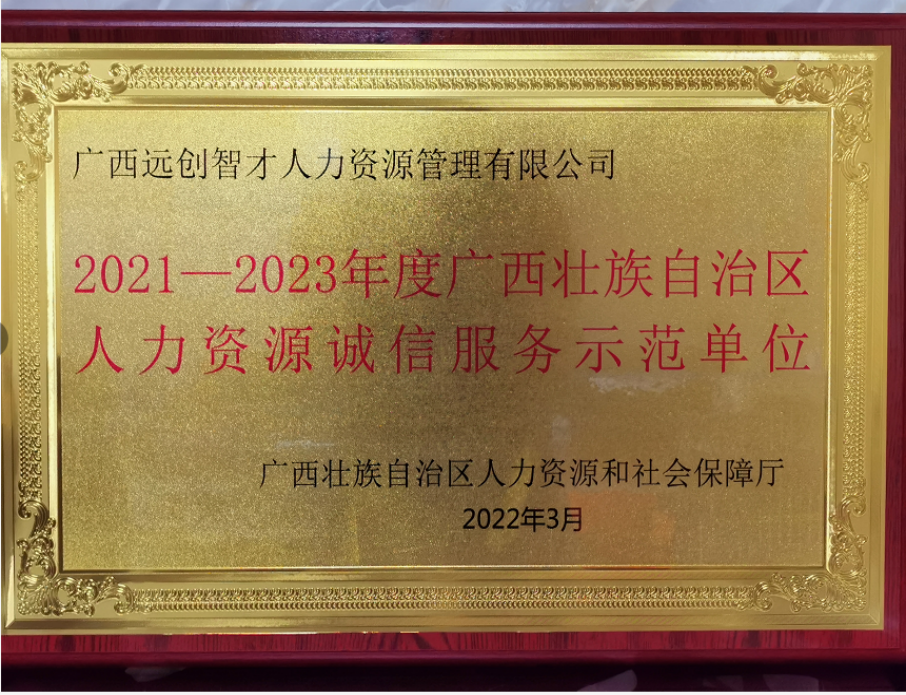 广西远创智才人力资源管理有限公司
2021—2023年度广西壮族自治区
人力资源诚信服务示范单位
广西壮族自治区人力资源和社会保障厅
2022年3月